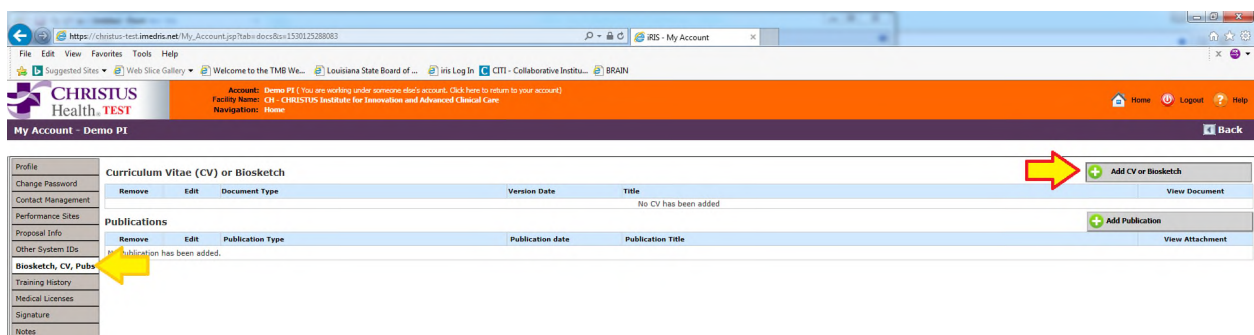 https://christus-test.imedris.net/My_Account.jsp?tab=docs&s=1530125288083
iRIS - My Account
File Edit View Favorites Tools Help
Suggested Sites Web Slice Gallery Welcome to the TMB We... Louisiana State Board of ... iris Log In CITI - Collaborative Institu... BRAIN
CHRISTUS
Health. TEST
Account: Demo PI ( You are working under someone else's account. Click here to return to your account)
Facility Name: CH - CHRISTUS Institute for Innovation and Advanced Clinical Care
Navigation: Home
Home Logout Help
My Account - Demo PI
Back
Profile
Change Password
Contact Management
Performance Sites
Proposal Info
Other System IDs
Biosketch, CV, Pubs
Training History
Medical Licenses
Signature
Notes
Curriculum Vitae (CV) or Biosketch
Add CV or Biosketch
Remove Edit Document Type Version Date Title View Document
No CV has been added
Publications
Add Publication
Remove Edit Publication Type Publication date Publication Title View Attachment
Publication has been added.